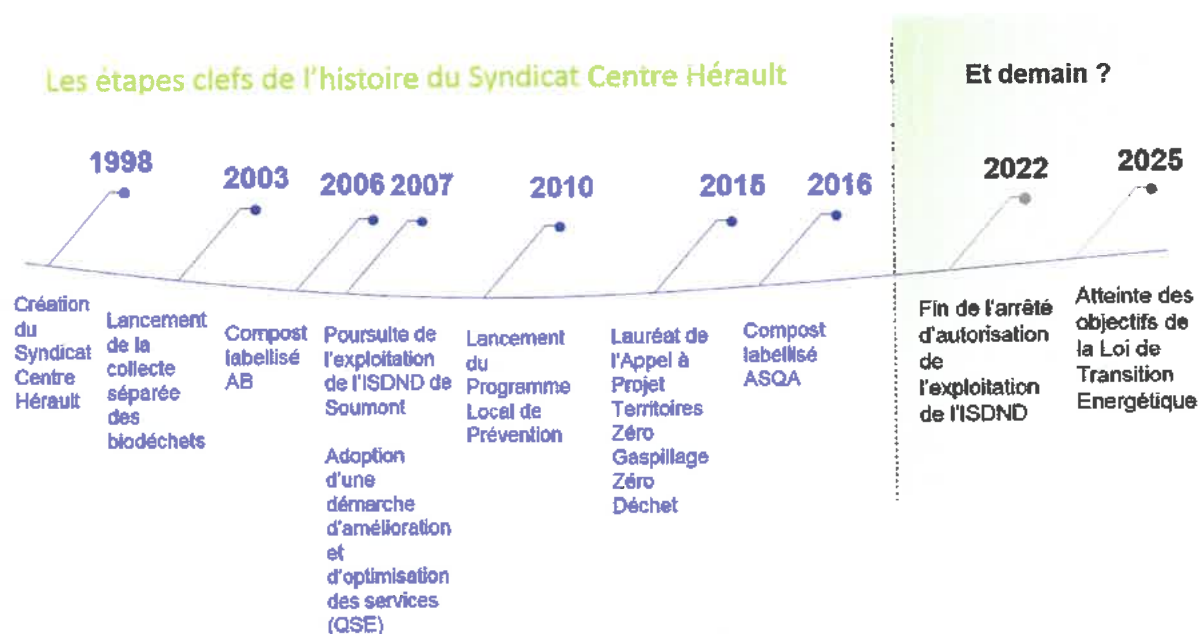 Les étapes clefs de l'histoire du Syndicat Centre Hérault
Et demain ?
1998
2003
2006
2007
2010
2015
2016
2022
2025
Création
du
Syndicat
Centre
Hérault
Lancement
de la
collecte
séparée
des
biodéchets
Compost
labellisé
AB
Poursuite de
l'exploitation
de l'ISDND de
Soumont
Adoption
d'une
démarche
d'amélioration
et
d'optimisation
des services
(QSE)
Lancement
du
Programme
Local de
Prévention
Lauréat de
l'Appel à
Projet
Territoires
Zéro
Gaspillage
Zéro
Déchet
Compost
labellisé
ASQA
Fin de l'arrêté
d'autorisation
de
l'exploitation
de l'ISDND
Atteinte des
objectifs de
la Loi de
Transition
Energétique